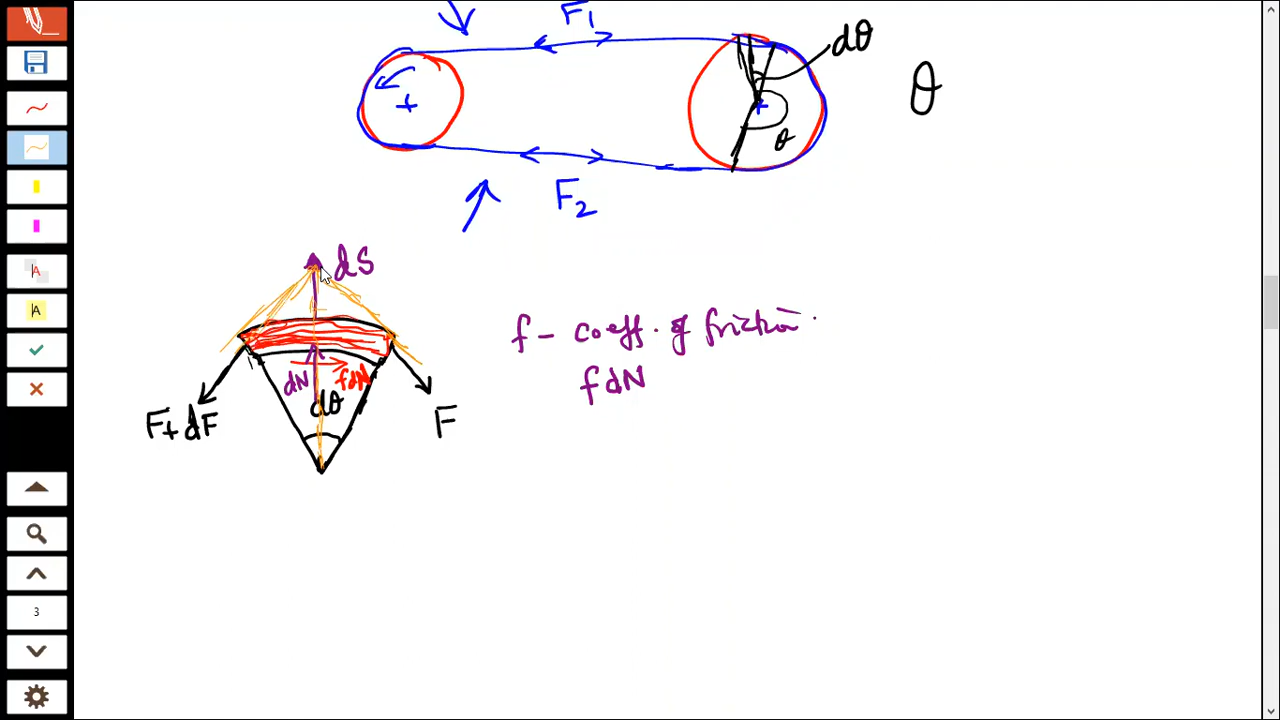 F1
dθ
θ
θ
F2
dS
f - coeff. of friction.
dN
fdN
fdN
dθ
F+dF
F
A
A
3